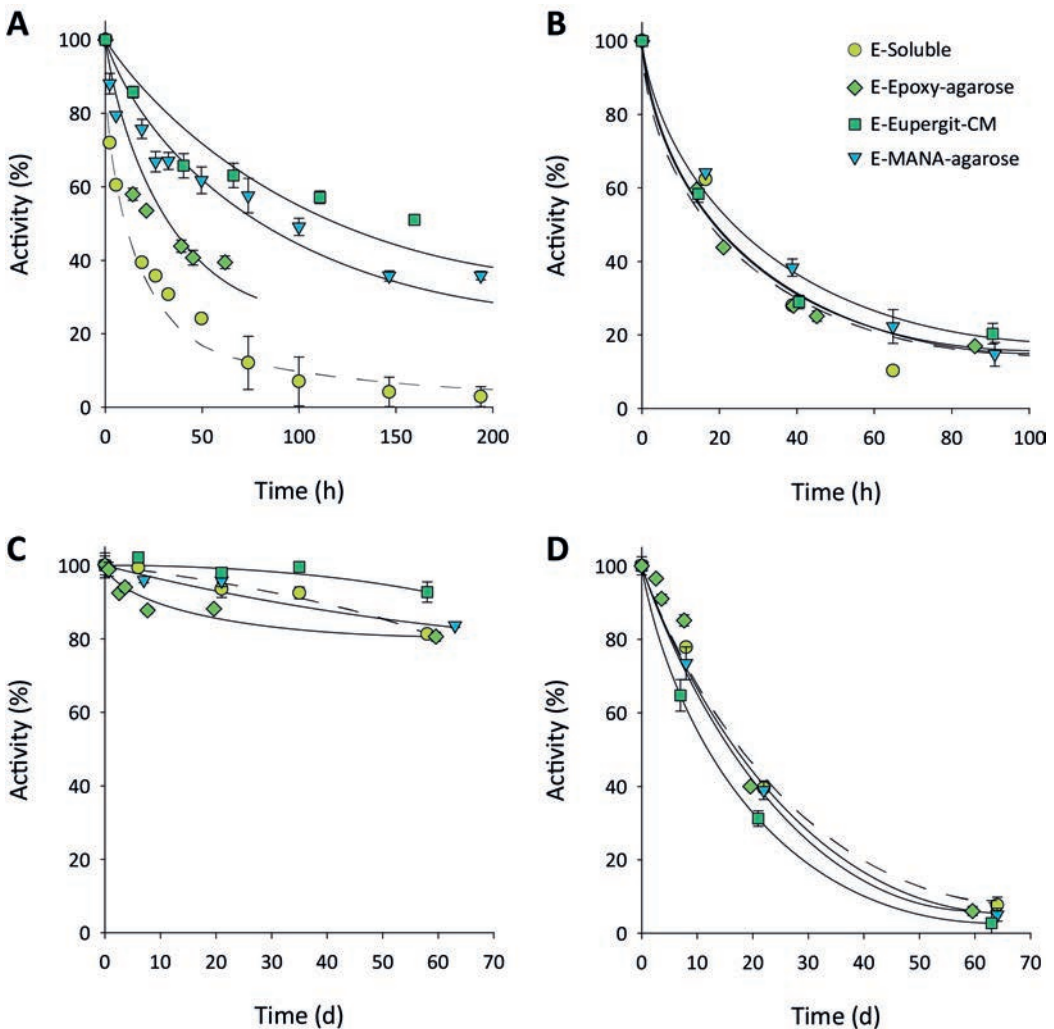 A
B
100
80
60
40
20
0
Activity (%)
0 50 100 150 200
Time (h)
100
80
60
40
20
0
Activity (%)
0 20 40 60 80 100
Time (h)
E-Soluble
E-Epoxy-agarose
E-Eupergit-CM
E-MANA-agarose
C
D
100
80
60
40
20
0
Activity (%)
0 10 20 30 40 50 60 70
Time (d)
100
80
60
40
20
0
Activity (%)
0 10 20 30 40 50 60 70
Time (d)